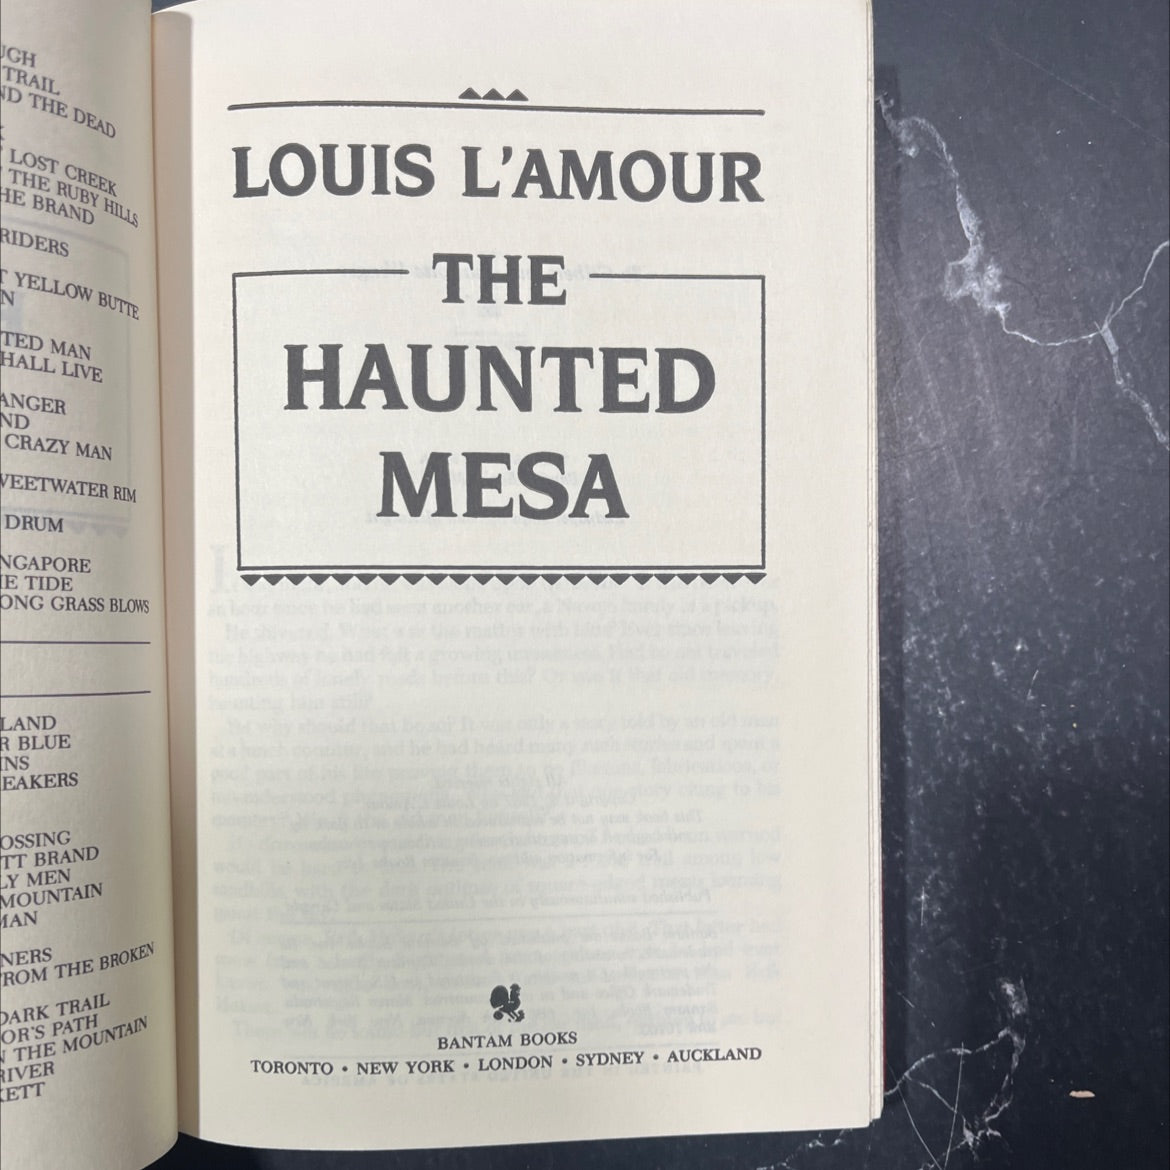 UGH
TRAIL
ND THE DEAD
LOST CREEK
THE RUBY HILLS
HE BRAND
RIDERS
T YELLOW BUTTE
N
TED MAN
HALL LIVE
ANGER
ND
CRAZY MAN
WEETWATER RIM
DRUM
NGAPORE
E TIDE
ONG GRASS BLOWS
LAND
R BLUE
INS
EAKERS
OSSING
TT BRAND
LY MEN
MOUNTAIN
MAN
NERS
FROM THE BROKEN
DARK TRAIL
OR'S PATH
N THE MOUNTAIN
RIVER
KETT
LOUIS L'AMOUR
THE
HAUNTED
MESA
BANTAM BOOKS
TORONTO • NEW YORK • LONDON • SYDNEY • AUCKLAND